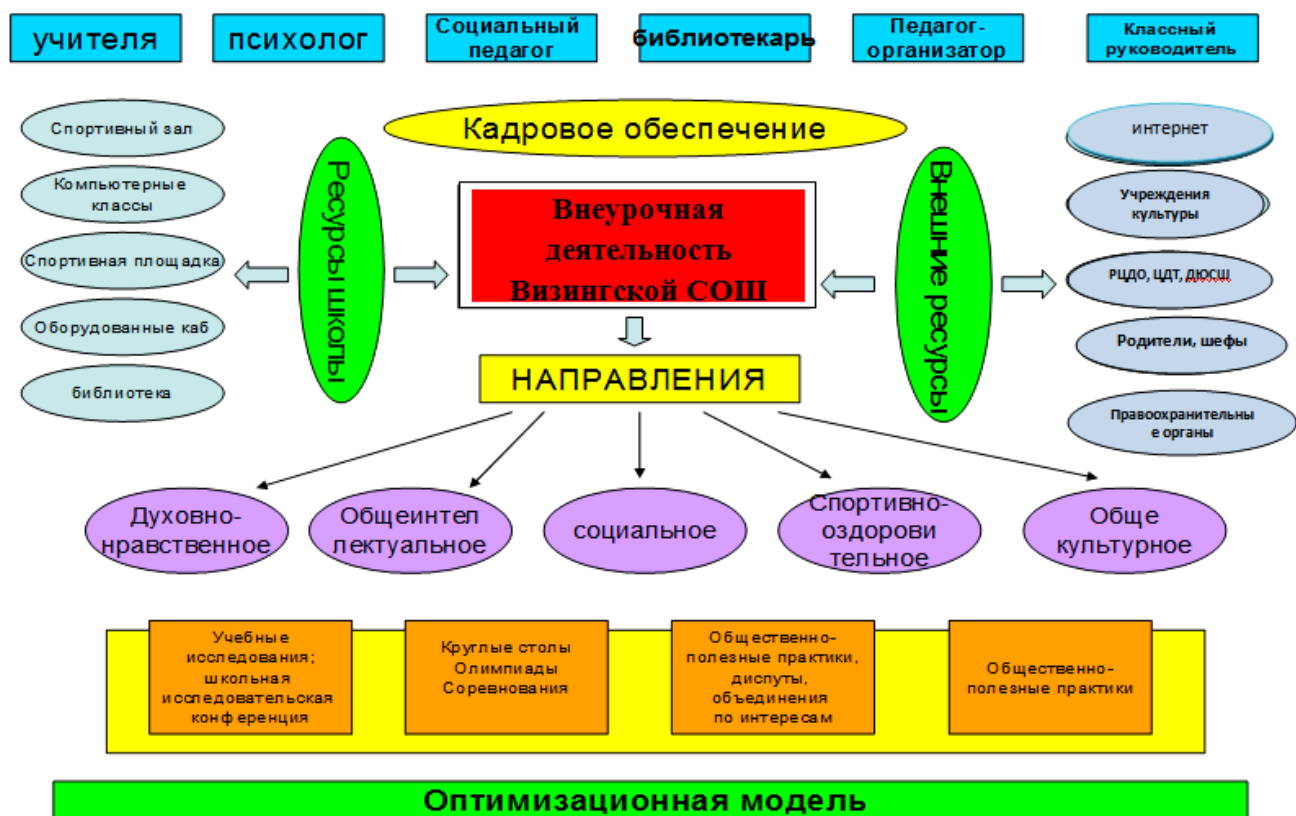 учителя
психолог
Социальный
педагог
библиотекарь
Педагог-
организатор
Классный
руководитель
Кадровое обеспечение
Спортивный зал
Компьютерные
классы
Спортивная площадка
Оборудованные каб
библиотека
Ресурсы школы
Внеурочная
деятельность
Визингской СОШ
Внешние ресурсы
интернет
Учреждения
культуры
РЦДО, ЦДТ, ДЮСШ
Родители, шефы
Правоохранительны
е органы
НАПРАВЛЕНИЯ
Духовно-
нравственное
Общеинтел
лектуальное
социальное
Спортивно-
оздорови
тельное
Обще
культурное
Учебные
исследования;
школьная
исследовательская
конференция
Круглые столы
Олимпиады
Соревнования
Общественно-
полезные практики,
диспуты,
объединения
по интересам
Общественно-
полезные практики
Оптимизационная модель